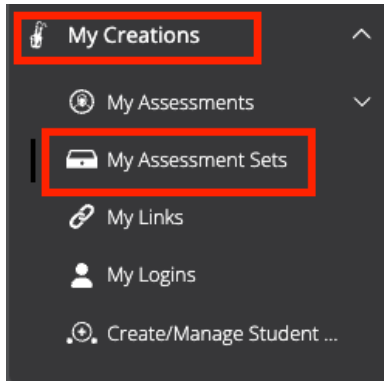 My Creations
My Assessments
My Assessment Sets
My Links
My Logins
Create/Manage Student ...